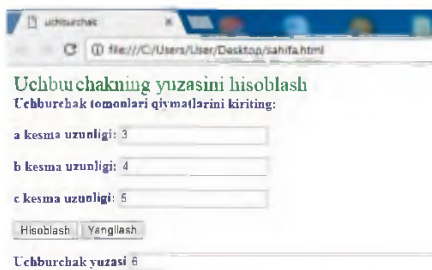 uchburchak
file:///C:/Users/User/Desktop/sahifa.html
Uchburchakning yuzasini hisoblash
Uchburchak tomonlari qiymatlarini kiriting:
a kesma uzunligi: 3
b kesma uzunligi: 4
c kesma uzunligi: 5
Hisoblash Yangilash
Uchburchak yuzasi 6